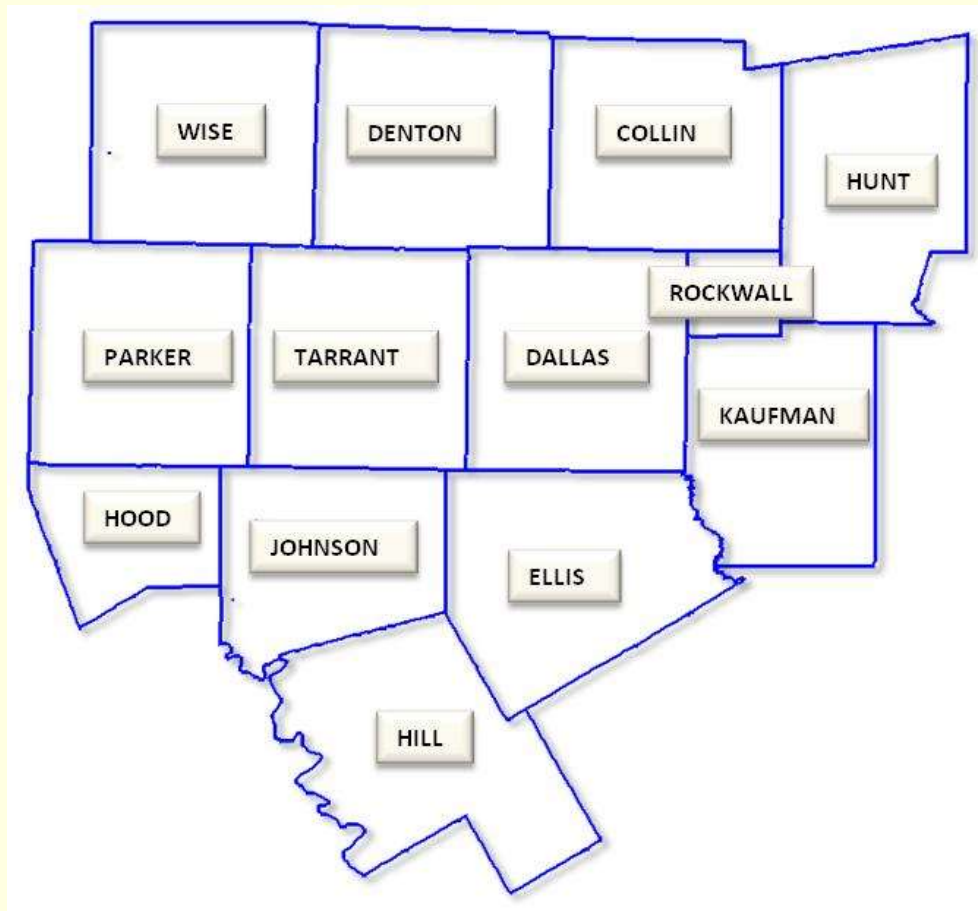 WISE
DENTON
COLLIN
HUNT
ROCKWALL
PARKER
TARRANT
DALLAS
KAUFMAN
HOOD
JOHNSON
ELLIS
HILL